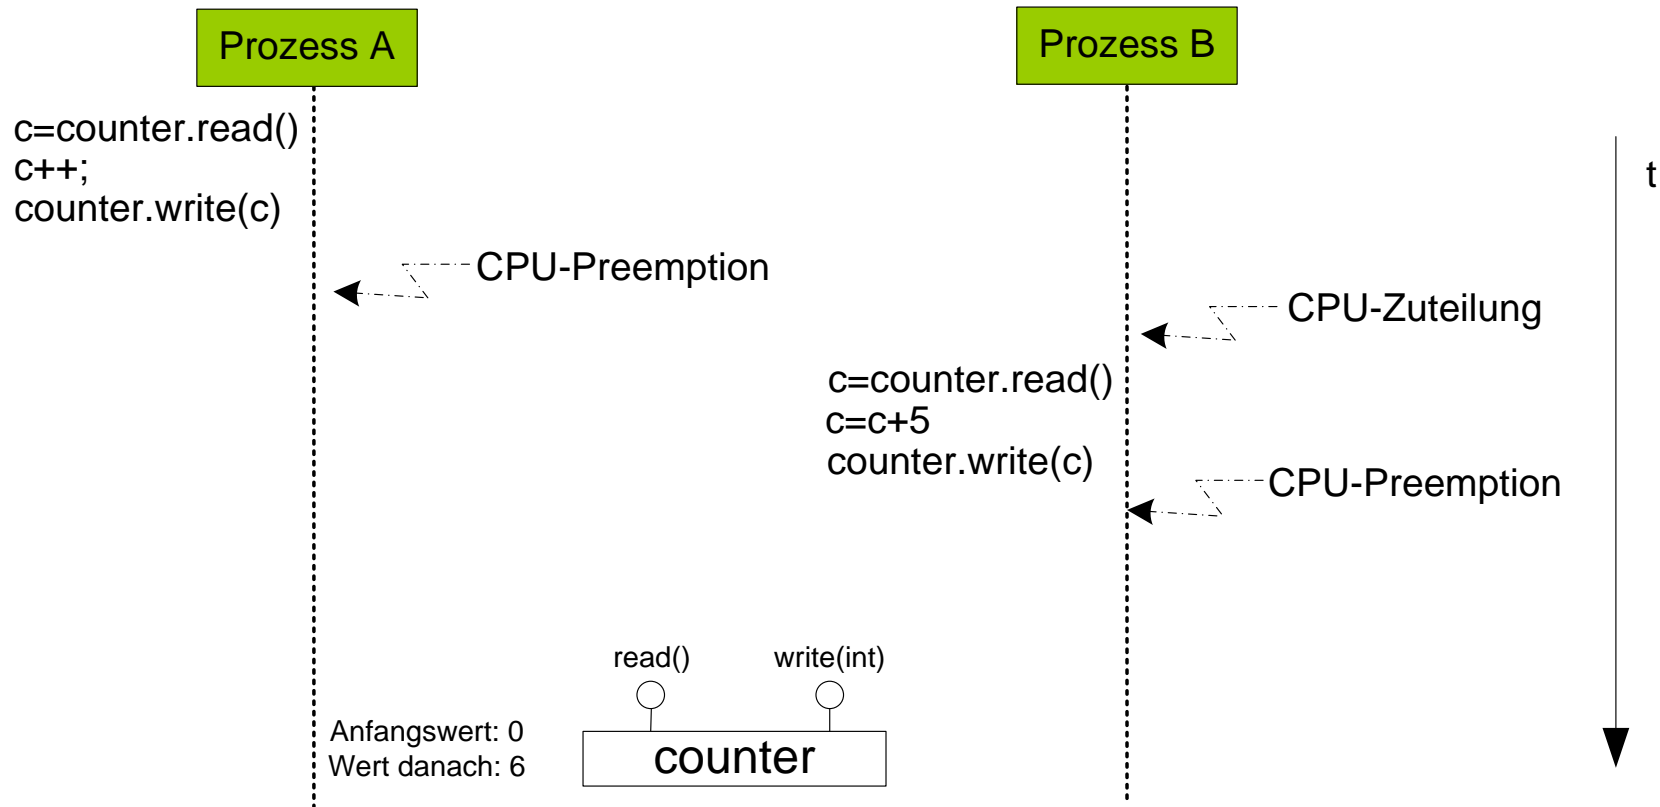 Prozess A
Prozess B
c=counter.read()
c++;
counter.write(c)
t
CPU-Preemption
CPU-Zuteilung
c=counter.read()
c=c+5
counter.write(c)
CPU-Preemption
read()
write(int)
Anfangswert: 0
Wert danach: 6
counter